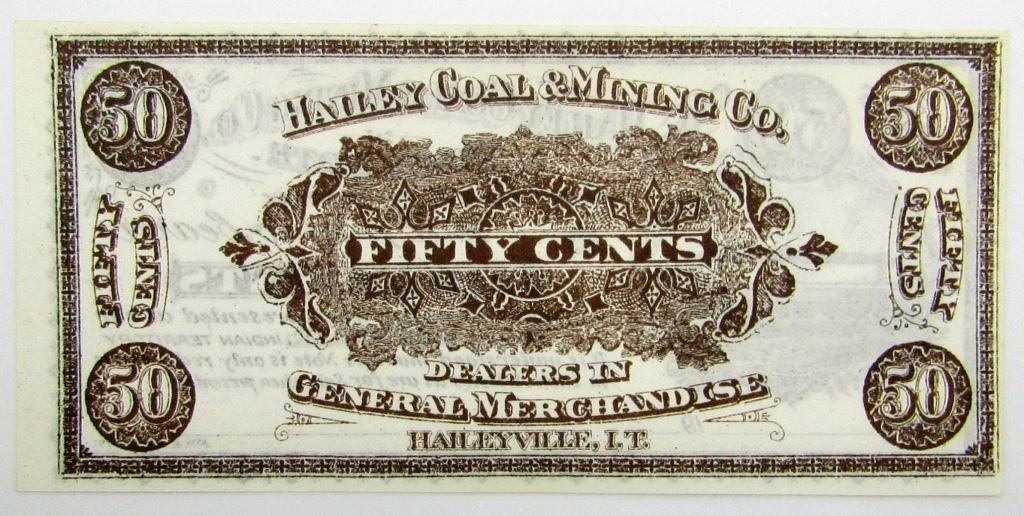 50
50
HAILEY COAL & MINING CO.
FIFTY CENTS
FIFTY CENTS
FIFTY CENTS
DEALERS IN
50
50
GENERAL MERCHANDISE
HAILEYVILLE, I.T.